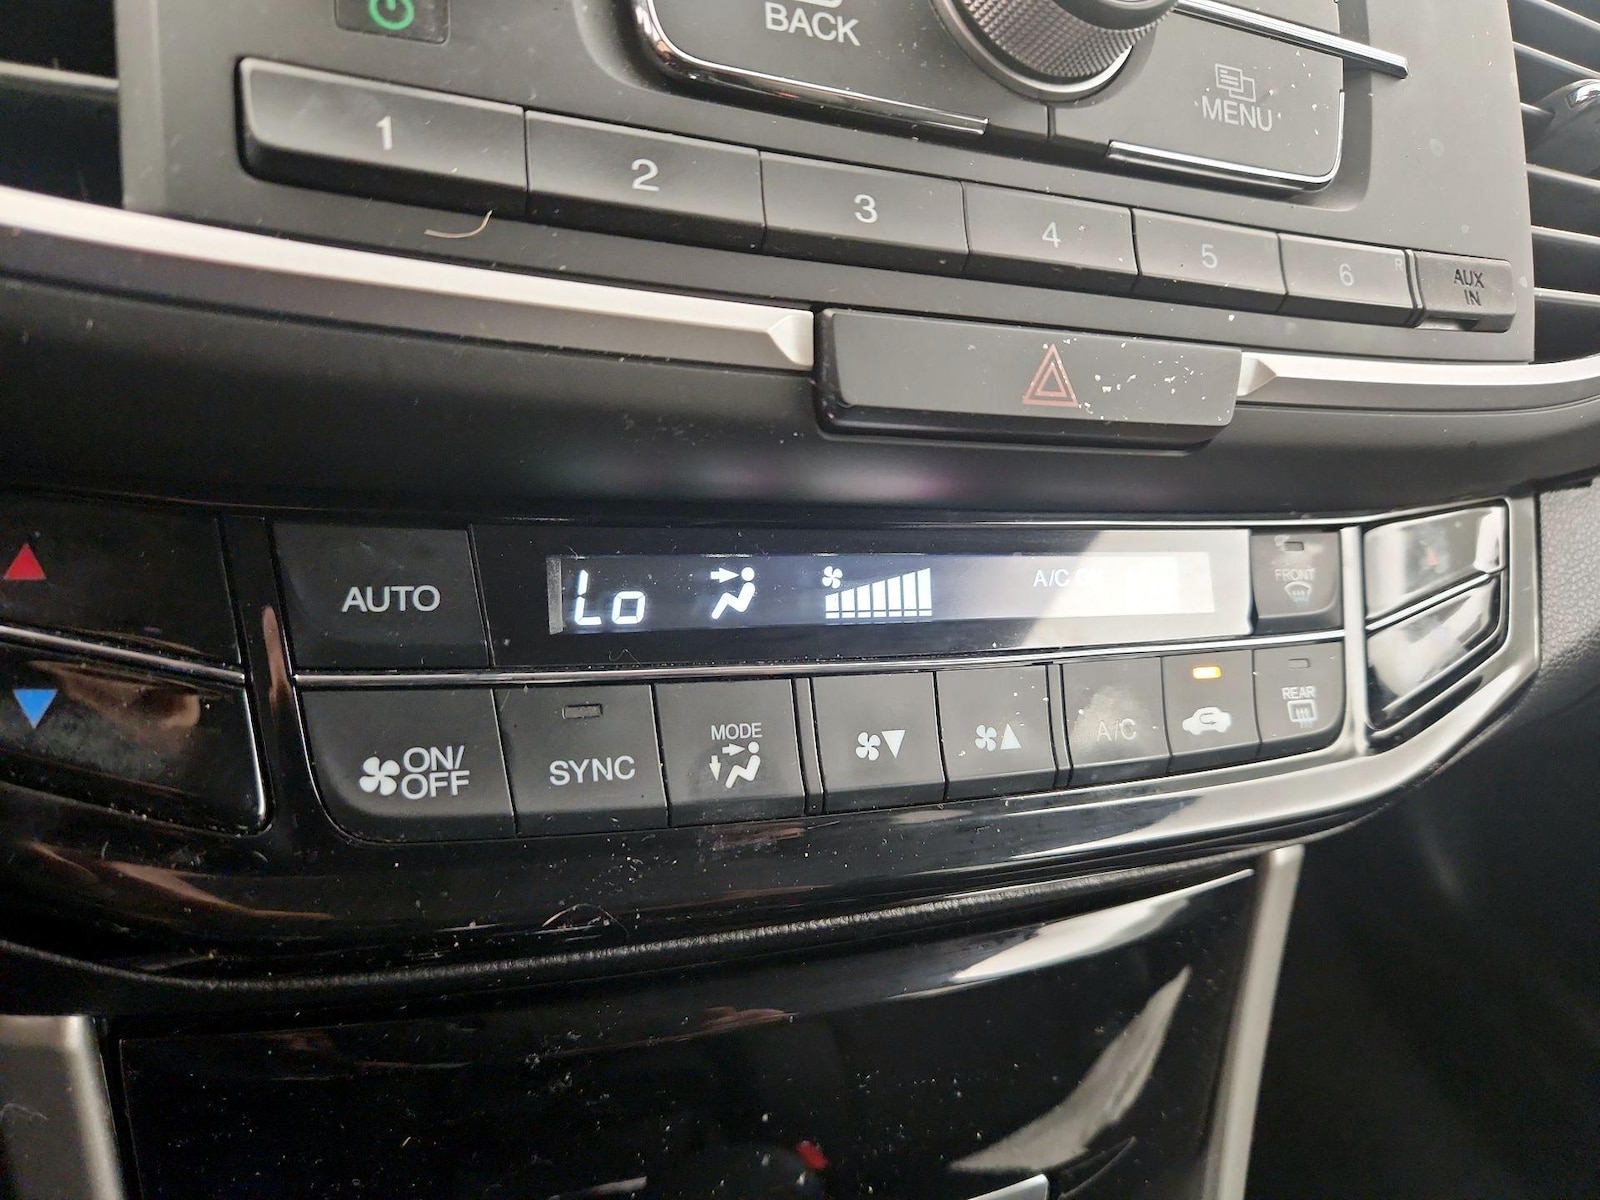 BACK
MENU
1
2
3
4
5
6
R
AUX
IN
AUTO
Lo
A/C
FRONT
ON/
OFF
SYNC
MODE
A/C
REAR